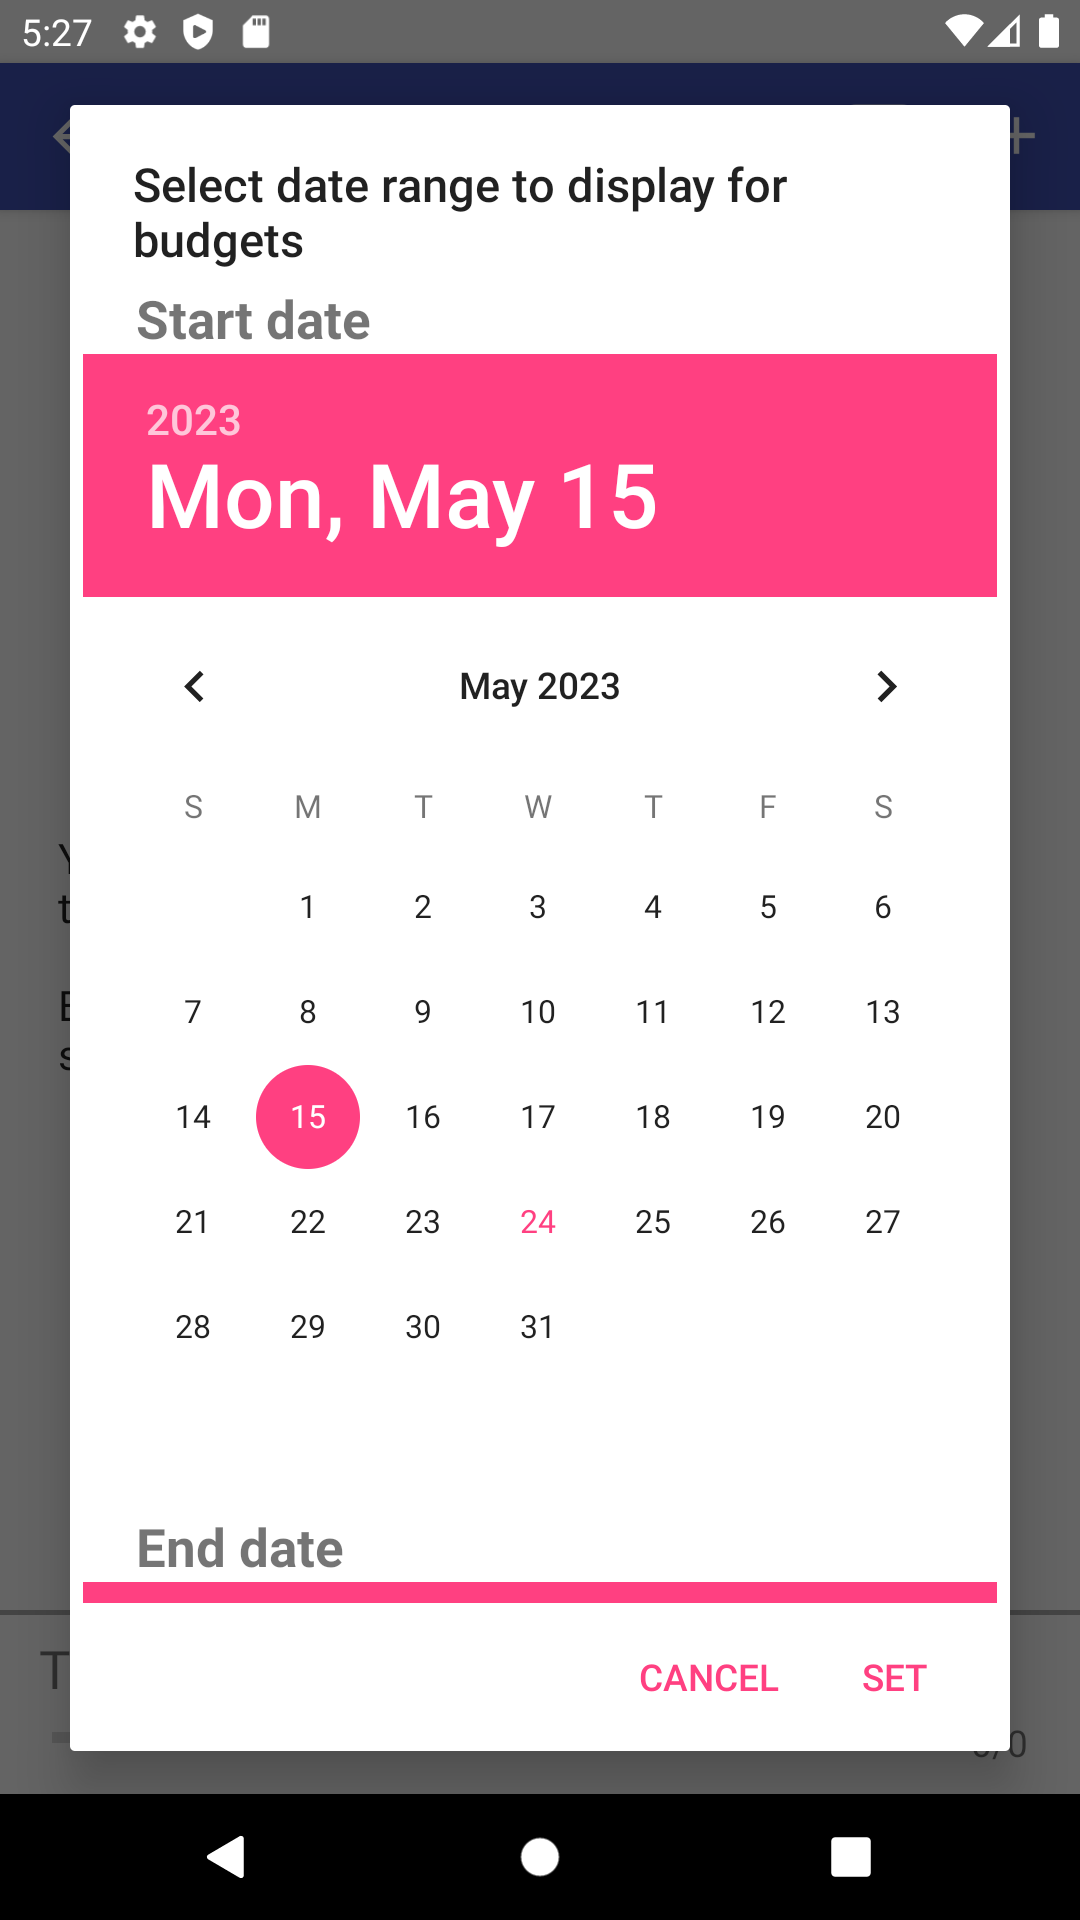 5:27
Select date range to display for
budgets
Start date
2023
Mon, May 15
May 2023
S M T W T F S
1 2 3 4 5 6
7 8 9 10 11 12 13
14 15 16 17 18 19 20
21 22 23 24 25 26 27
28 29 30 31
End date
CANCEL SET